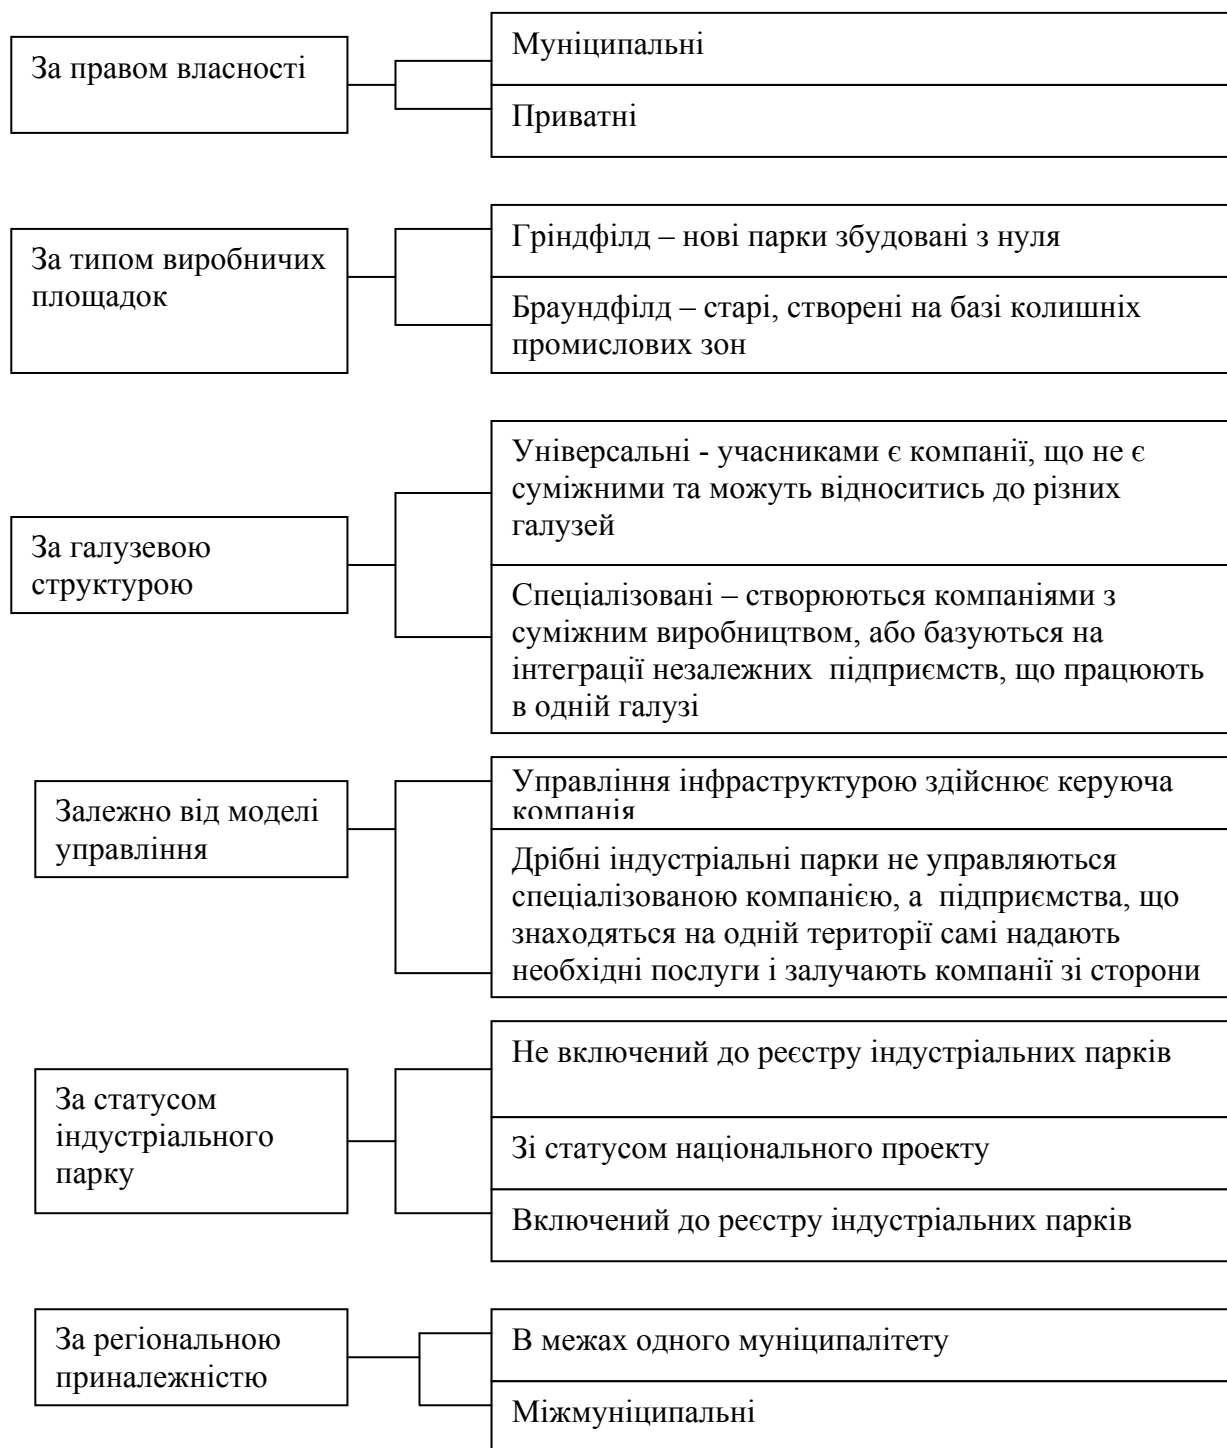 За правом власності
Муніципальні
Приватні
За типом виробничих
площадок
Гріндфілд – нові парки збудовані з нуля
Браундфілд – старі, створені на базі колишніх
промислових зон
За галузевою
структурою
Універсальні - учасниками є компанії, що не є
суміжними та можуть відноситись до різних
галузей
Спеціалізовані – створюються компаніями з
суміжним виробництвом, або базуються на
інтеграції незалежних  підприємств, що працюють
в одній галузі
Залежно від моделі
управління
Управління інфраструктурою здійснює керуюча
компанія
Дрібні індустріальні парки не управляються
спеціалізованою компанією, а  підприємства, що
знаходяться на одній території самі надають
необхідні послуги і залучають компанії зі сторони
За статусом
індустріального
парку
Не включений до реєстру індустріальних парків
Зі статусом національного проекту
Включений до реєстру індустріальних парків
За регіональною
приналежністю
В межах одного муніципалітету
Міжмуніципальні